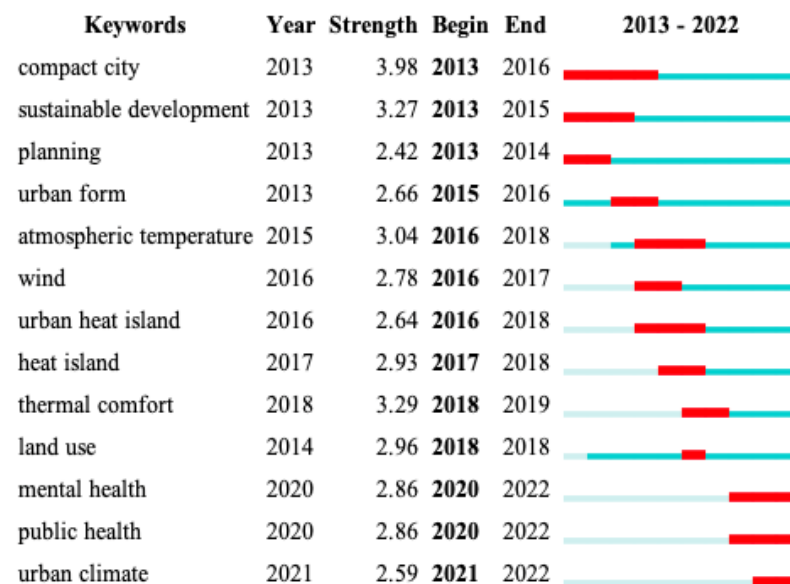 Keywords Year Strength Begin End 2013 - 2022
compact city 2013 3.98 2013 2016
sustainable development 2013 3.27 2013 2015
planning 2013 2.42 2013 2014
urban form 2013 2.66 2015 2016
atmospheric temperature 2015 3.04 2016 2018
wind 2016 2.78 2016 2017
urban heat island 2016 2.64 2016 2018
heat island 2017 2.93 2017 2018
thermal comfort 2018 3.29 2018 2019
land use 2014 2.96 2018 2018
mental health 2020 2.86 2020 2022
public health 2020 2.86 2020 2022
urban climate 2021 2.59 2021 2022